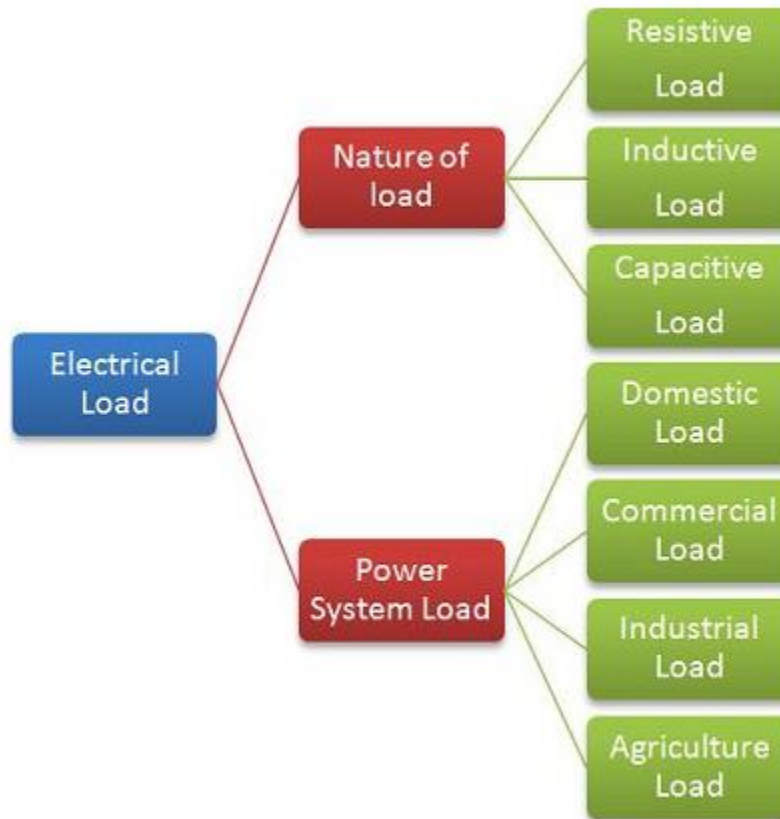 Resistive
Load
Nature of
load
Inductive
Load
Capacitive
Load
Electrical
Load
Domestic
Load
Commercial
Load
Power
System Load
Industrial
Load
Agriculture
Load